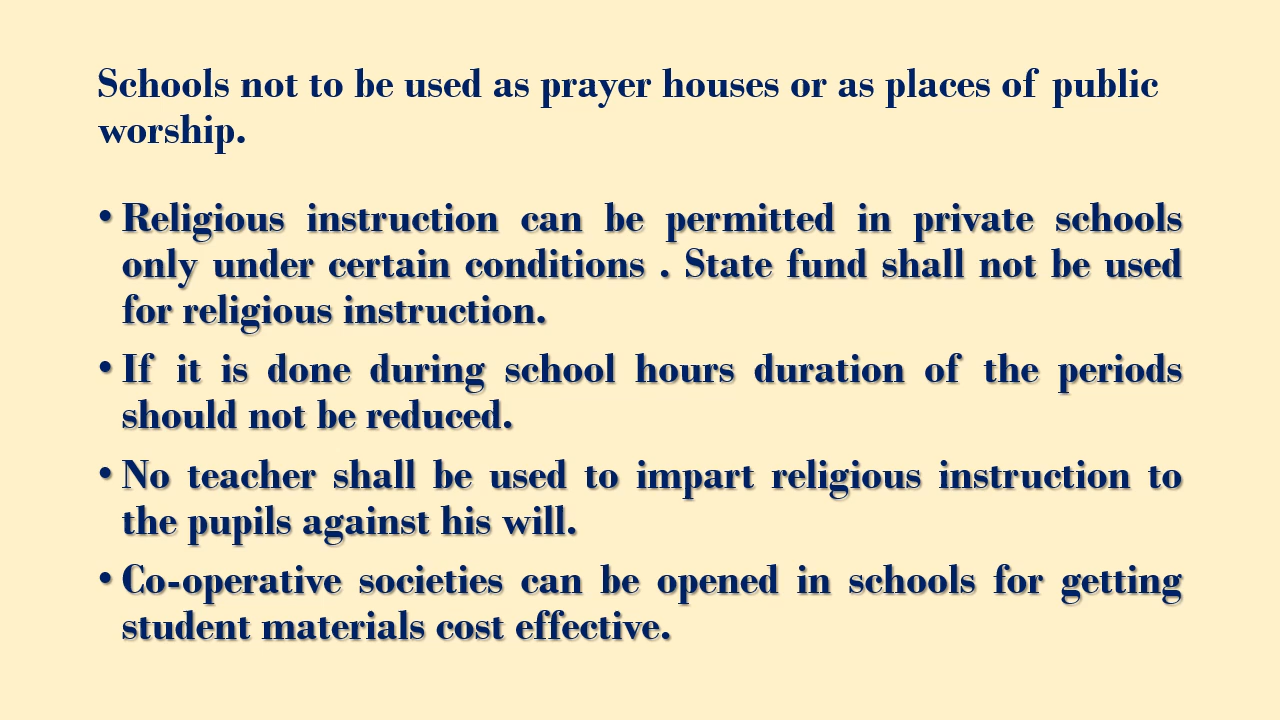 Schools not to be used as prayer houses or as places of public
worship.
• Religious instruction can be permitted in private schools
only under certain conditions . State fund shall not be used
for religious instruction.
• If it is done during school hours duration of the periods
should not be reduced.
• No teacher shall be used to impart religious instruction to
the pupils against his will.
• Co-operative societies can be opened in schools for getting
student materials cost effective.